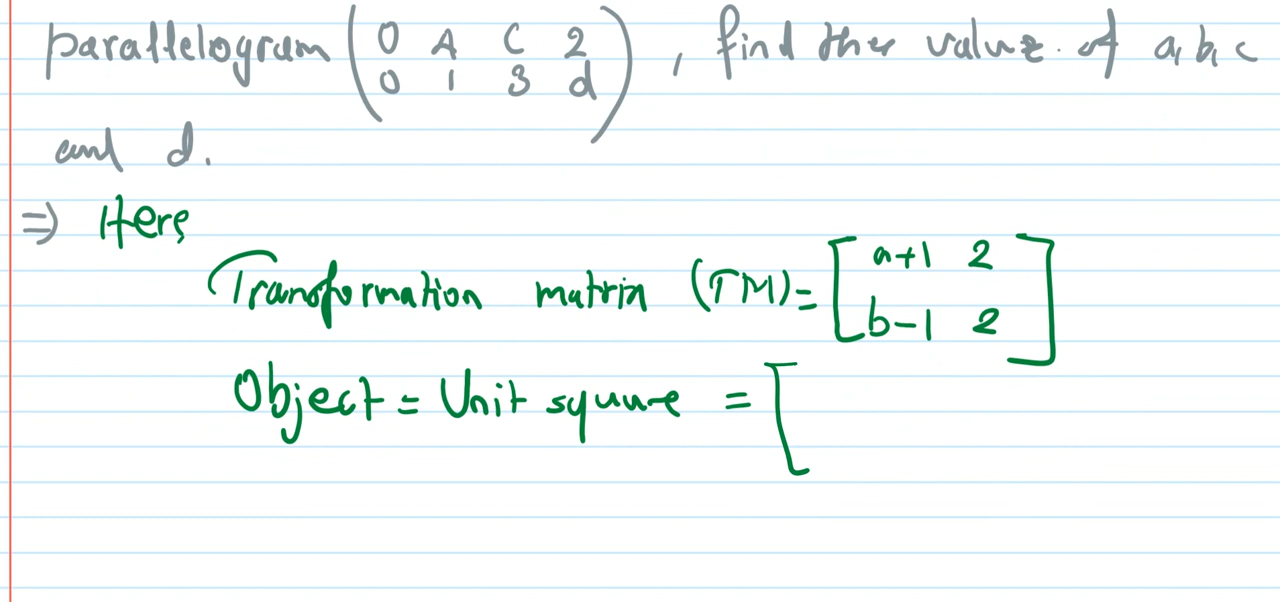 parallelogram (0 A C 2 / 0 1 3 d), find the value of a, b, c
and d.
⇒ Here,
Transformation matrix (TM) = [a+1 2 / b-1 2]
Object = Unit square = [